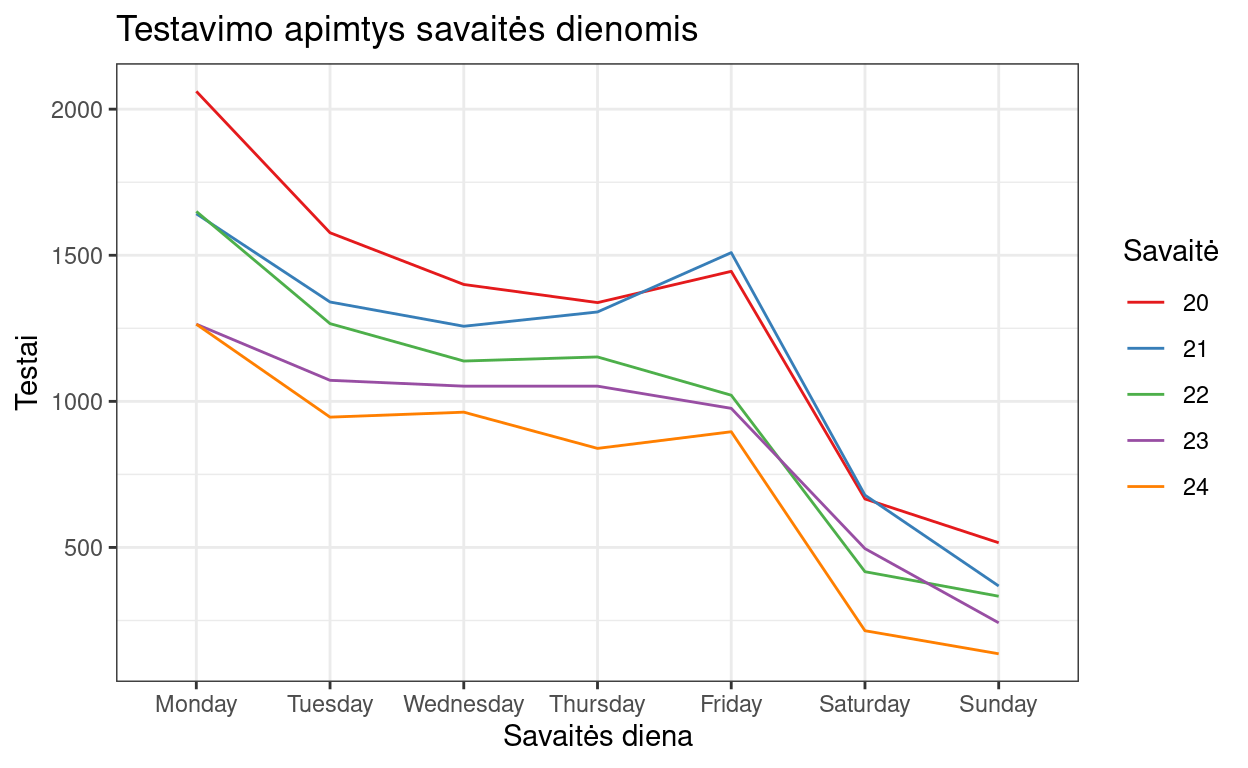 Testavimo apimtys savaitės dienomis
2000
1500
1000
500
Testai
Monday Tuesday Wednesday Thursday Friday Saturday Sunday
Savaitės diena
Savaitė
20
21
22
23
24